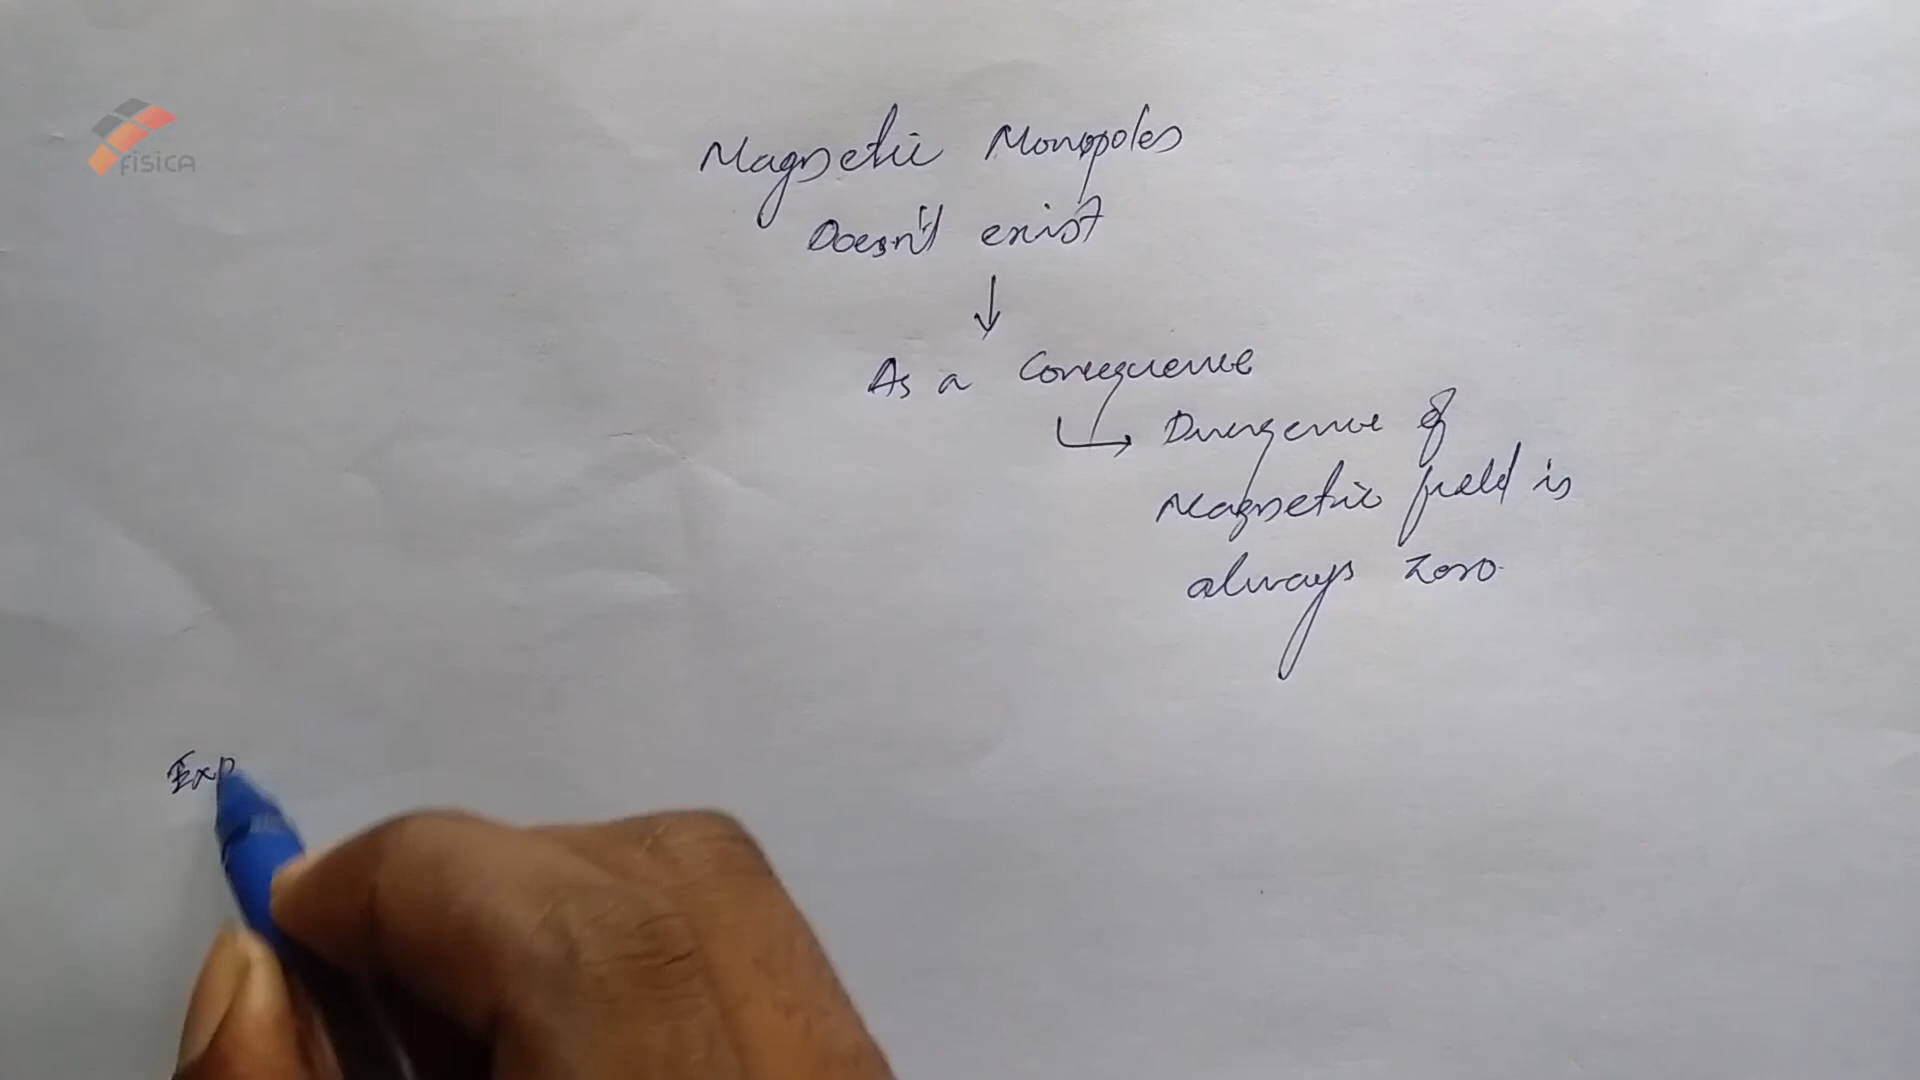 FiSiCA
Magnetic Monopoles
Doesn't exist
As a Consequence
Divergence of
Magnetic field is
always zero.
Exp